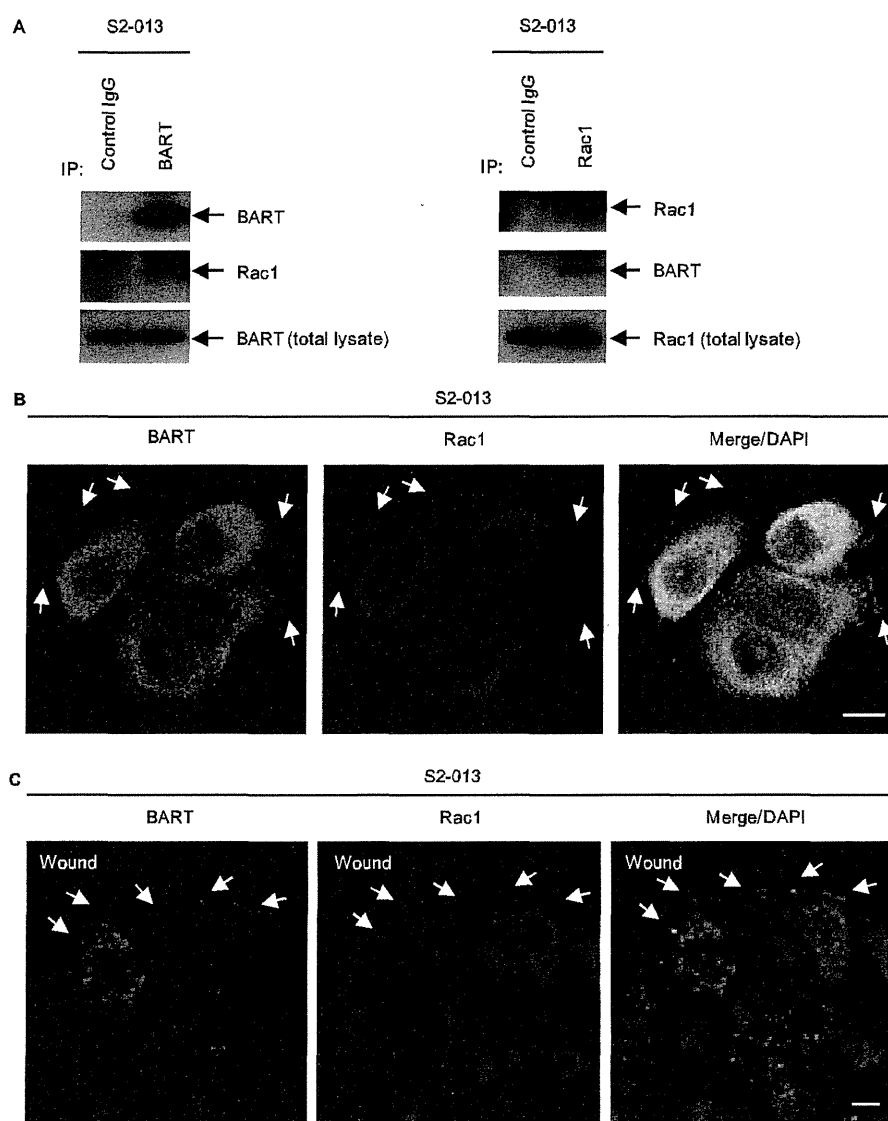 A
S2-013
S2-013
Control IgG
BART
Control IgG
Rac1
IP:
IP:
BART
Rac1
Rac1
BART
BART (total lysate)
Rac1 (total lysate)
B
S2-013
BART
Rac1
Merge/DAPI
C
S2-013
BART
Rac1
Merge/DAPI
Wound
Wound
Wound